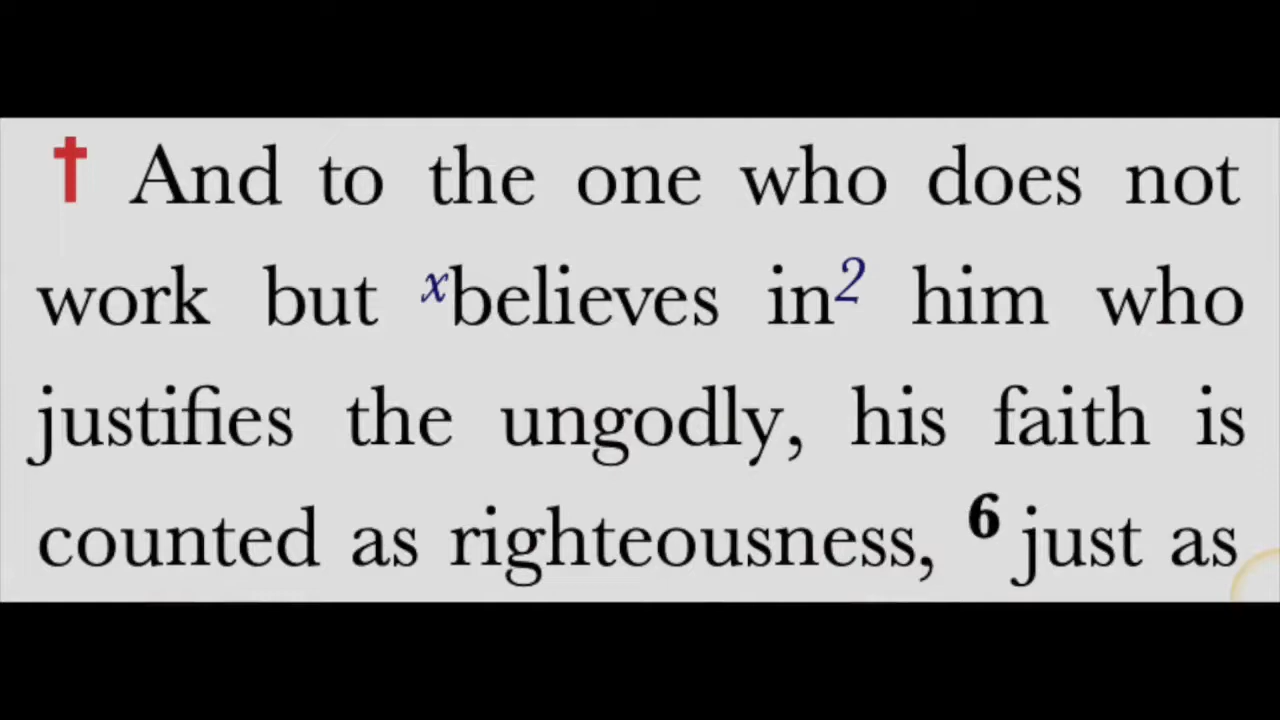 † And to the one who does not
work but xbelieves in2 him who
justifies the ungodly, his faith is
counted as righteousness, 6 just as